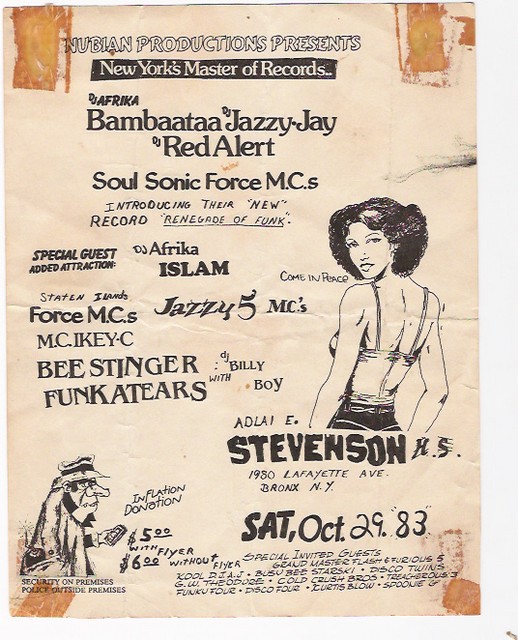 NUBIAN PRODUCTIONS PRESENTS
New York's Master of Records..
DJ AFRIKA
Bambaataa DJ Jazzy-Jay
DJ Red Alert
Soul Sonic Force M.C.s
INTRODUCING THEIR "NEW"
RECORD "RENEGADE OF FUNK".
SPECIAL GUEST
ADDED ATTRACTION:
DJ Afrika
ISLAM
COME IN PEACE
STATEN ISLANDS
Force M.C.s
Jazzy 5 MC's
M.C.IKEY-C
BEE STINGER
FUNKATEARS
: WITH
dj BILLY
BOY
ADLAI E.
STEVENSON H.S.
1980 LAFAYETTE AVE.
BRONX N.Y.
INFLATION
DONATION
$5.00
WITH FLYER
$6.00 WITHOUT FLYER
SAT, Oct. 29. "83"
SPECIAL INVITED GUESTS
GRAND MASTER FLASH & FURIOUS 5
KOOL D.J. A.J • BUSY BEE STARSKI • DISCO TWINS
G.W. THEODORE • COLD CRUSH BROS • TREACHEROUS 3
FUNKY FOUR • DISCO FOUR • KURTIS BLOW • SPOONIE G
SECURITY ON PREMISES
POLICE OUTSIDE PREMISES